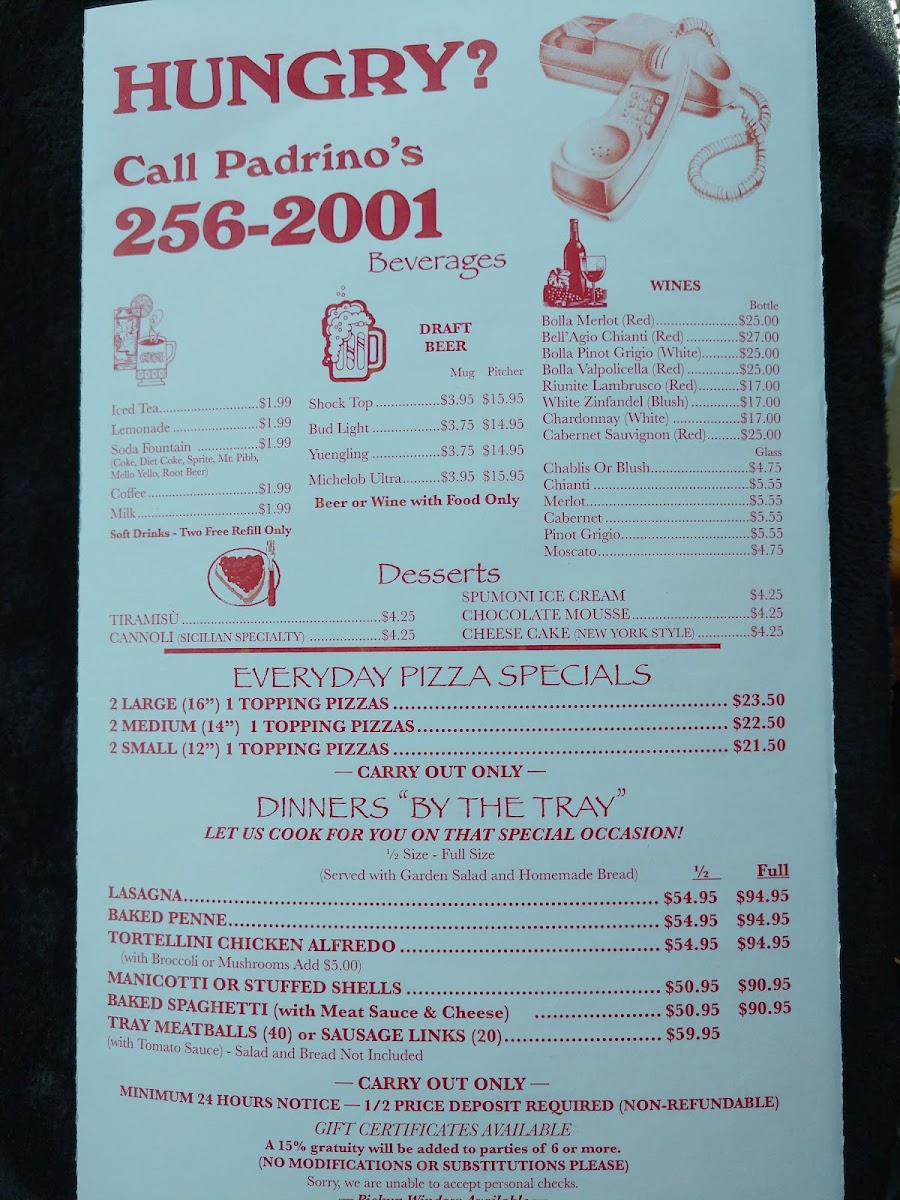 HUNGRY?
Call Padrino's
256-2001
Beverages
Iced Tea..........................$1.99
Lemonade ......................$1.99
Soda Fountain ................$1.99
(Coke, Diet Coke, Sprite, Mr. Pibb,
Mello Yello, Root Beer)
Coffee.............................$1.99
Milk................................$1.99
Soft Drinks - Two Free Refill Only
DRAFT
BEER
Mug Pitcher
Shock Top .................$3.95 $15.95
Bud Light ..................$3.75 $14.95
Yuengling ..................$3.75 $14.95
Michelob Ultra.........$3.95 $15.95
Beer or Wine with Food Only
WINES
Bottle
Bolla Merlot (Red).....................$25.00
Bell'Agio Chianti (Red) .............$27.00
Bolla Pinot Grigio (White).........$25.00
Bolla Valpolicella (Red) .............$25.00
Riunite Lambrusco (Red)..........$17.00
White Zinfandel (Blush) ............$17.00
Chardonnay (White) .................$17.00
Cabernet Sauvignon (Red)........$25.00
Glass
Chablis Or Blush.........................$4.75
Chianti .......................................$5.55
Merlot.........................................$5.55
Cabernet ....................................$5.55
Pinot Grigio................................$5.55
Moscato......................................$4.75
Desserts
TIRAMISÙ ..................................................$4.25
CANNOLI (SICILIAN SPECIALTY) ..................$4.25
SPUMONI ICE CREAM $4.25
CHOCOLATE MOUSSE..............................$4.25
CHEESE CAKE (NEW YORK STYLE) .............$4.25
EVERYDAY PIZZA SPECIALS
2 LARGE (16") 1 TOPPING PIZZAS ........................................................ $23.50
2 MEDIUM (14") 1 TOPPING PIZZAS.................................................... $22.50
2 SMALL (12") 1 TOPPING PIZZAS ........................................................ $21.50
— CARRY OUT ONLY —
DINNERS "BY THE TRAY"
LET US COOK FOR YOU ON THAT SPECIAL OCCASION!
½ Size - Full Size
(Served with Garden Salad and Homemade Bread) ½ Full
LASAGNA............................................................................... $54.95 $94.95
BAKED PENNE........................................................................ $54.95 $94.95
TORTELLINI CHICKEN ALFREDO ........................................... $54.95 $94.95
(with Broccoli or Mushrooms Add $5.00)
MANICOTTI OR STUFFED SHELLS .......................................... $50.95 $90.95
BAKED SPAGHETTI (with Meat Sauce & Cheese) ..................... $50.95 $90.95
TRAY MEATBALLS (40) or SAUSAGE LINKS (20).......................... $59.95
(with Tomato Sauce) - Salad and Bread Not Included
— CARRY OUT ONLY —
MINIMUM 24 HOURS NOTICE — 1/2 PRICE DEPOSIT REQUIRED (NON-REFUNDABLE)
GIFT CERTIFICATES AVAILABLE
A 15% gratuity will be added to parties of 6 or more.
(NO MODIFICATIONS OR SUBSTITUTIONS PLEASE)
Sorry, we are unable to accept personal checks.
— Pickup Window Available —